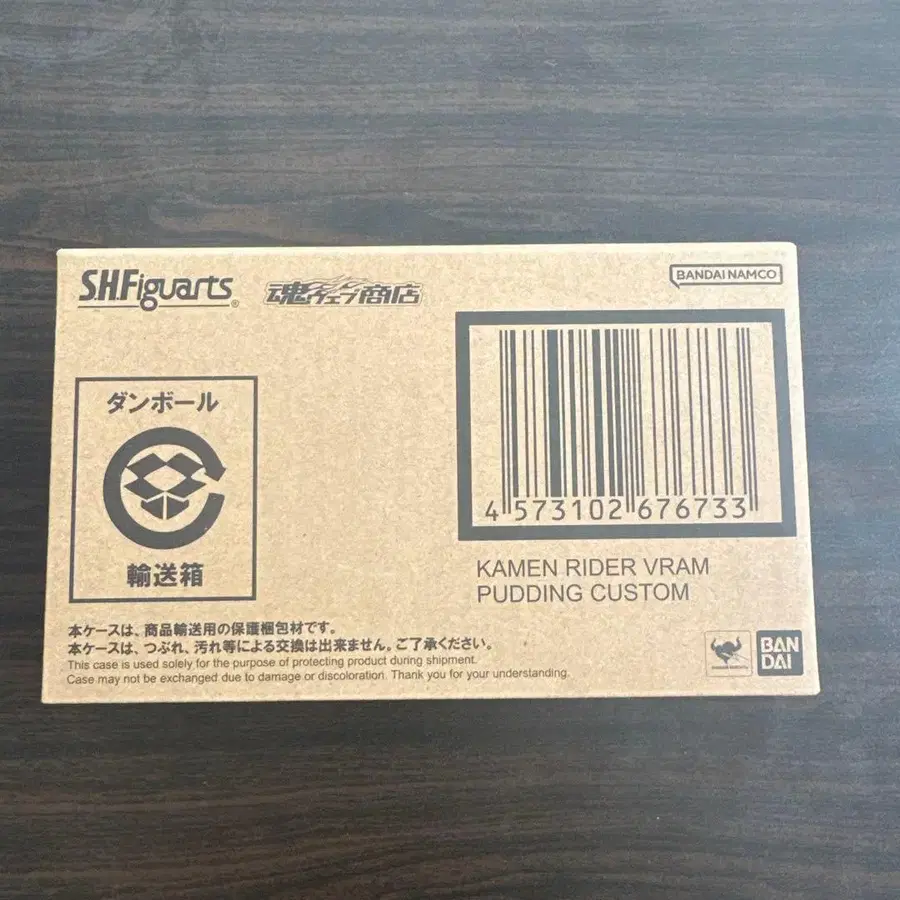 S.H.Figuarts®
魂ウェブ商店
BANDAI NAMCO
ダンボール
輸送箱
4 573102 676733
KAMEN RIDER VRAM
PUDDING CUSTOM
本ケースは、商品輸送用の保護梱包材です。
本ケースは、つぶれ、汚れ等による交換は出来ません。ご了承ください。
This case is used solely for the purpose of protecting product during shipment.
Case may not be exchanged due to damage or discoloration. Thank you for your understanding.
BAN
DAI